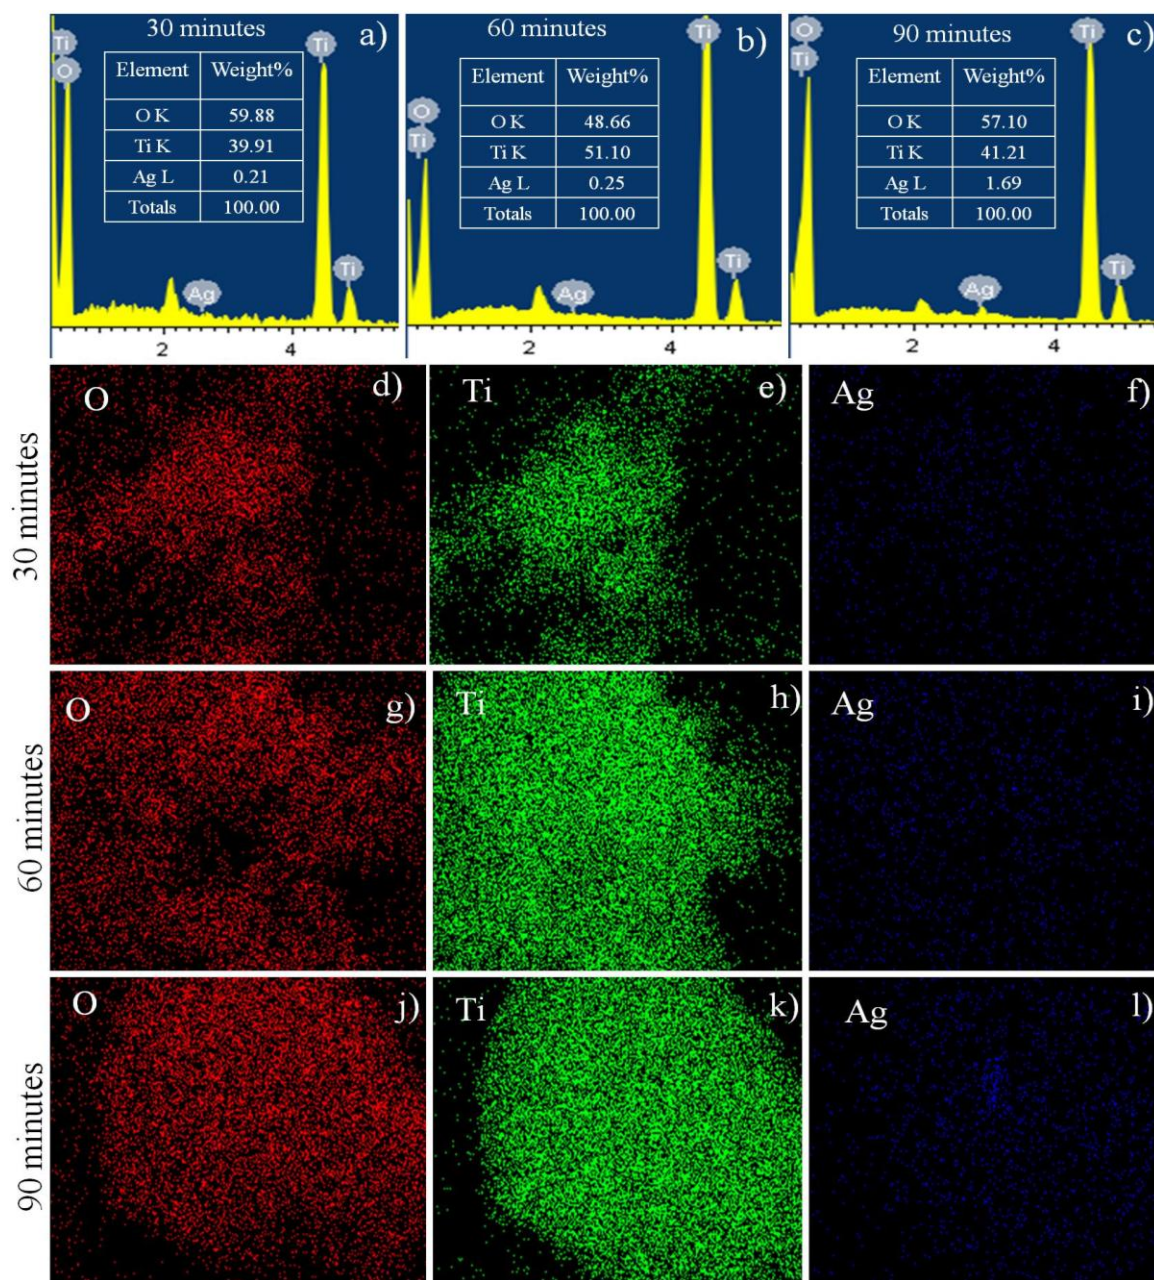 30 minutes
a)
Ti
O
Ti
Element Weight%
O K 59.88
Ti K 39.91
Ag L 0.21
Totals 100.00
Ag
Ti
2 4
60 minutes
b)
O
Ti
Ti
Element Weight%
O K 48.66
Ti K 51.10
Ag L 0.25
Totals 100.00
Ag
Ti
2 4
90 minutes
c)
O
Ti
Ti
Element Weight%
O K 57.10
Ti K 41.21
Ag L 1.69
Totals 100.00
Ag
Ti
2 4
30 minutes
O d)
Ti e)
Ag f)
60 minutes
O g)
Ti h)
Ag i)
90 minutes
O j)
Ti k)
Ag l)